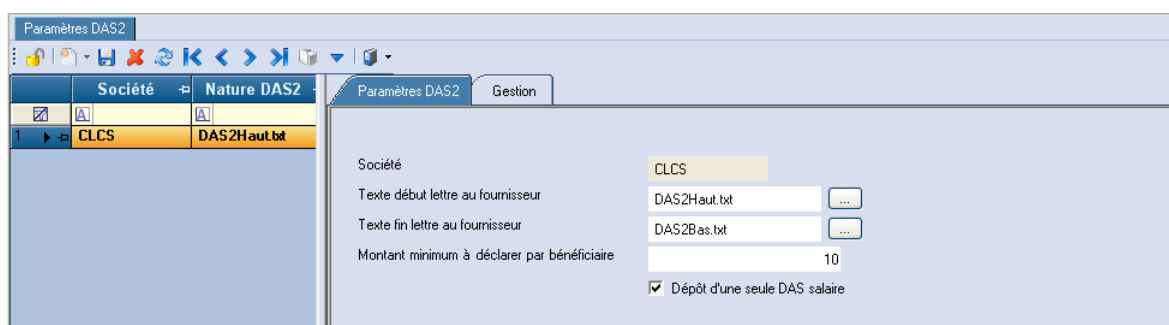 Paramètres DAS2
Société Nature DAS2
A A
1 CLCS DAS2Haut.txt
Paramètres DAS2 Gestion
Société CLCS
Texte début lettre au fournisseur DAS2Haut.txt ...
Texte fin lettre au fournisseur DAS2Bas.txt ...
Montant minimum à déclarer par bénéficiaire 10
Dépôt d'une seule DAS salaire